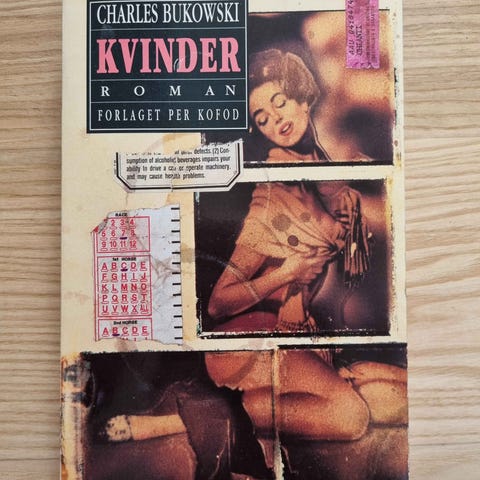 CHARLES BUKOWSKI
KVINDER
ROMAN
FORLAGET PER KOFOD
defects. (2) Con-
sumption of alcoholic beverages impairs your
ability to drive a car or operate machinery,
and may cause health problems.
RACE
2 3 4
5 6 7 8
9 10 11 12
1st HORSE
A B C D E
F G H I J
K L M N O
P Q R S T
U V W X L
2nd HORSE
A B C D E